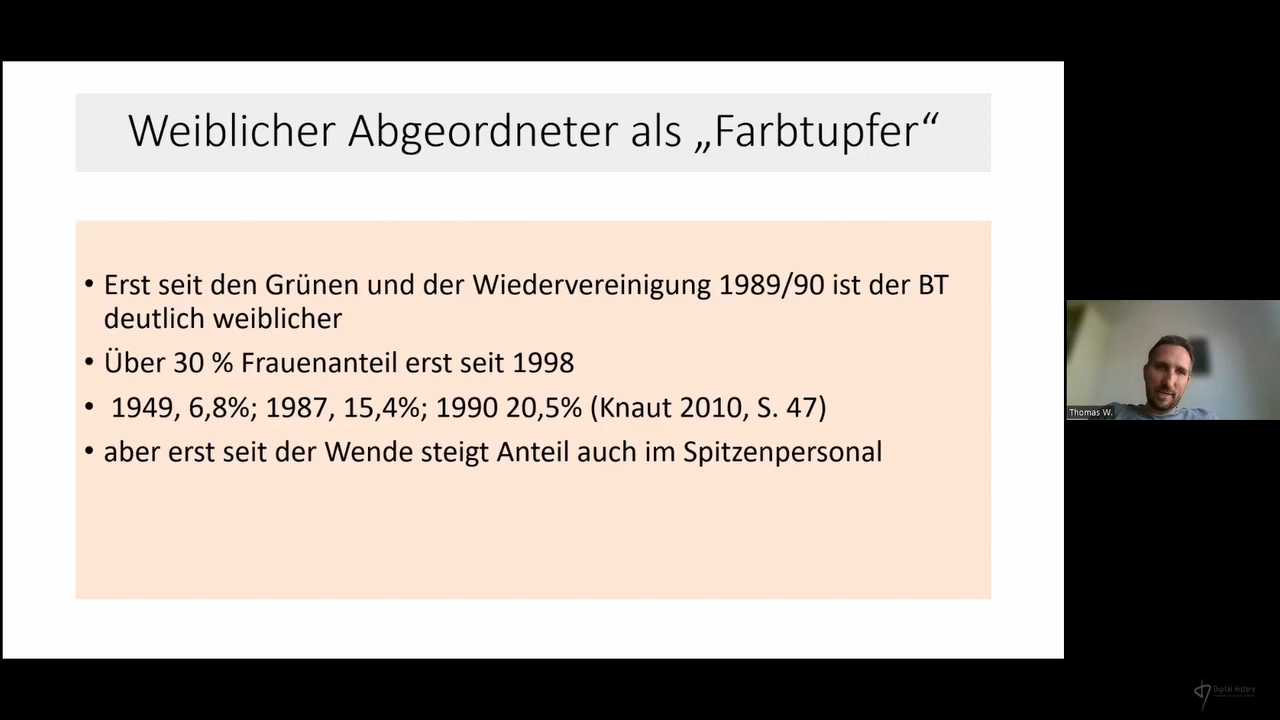 Weiblicher Abgeordneter als „Farbtupfer“
• Erst seit den Grünen und der Wiedervereinigung 1989/90 ist der BT
deutlich weiblicher
• Über 30 % Frauenanteil erst seit 1998
• 1949, 6,8%; 1987, 15,4%; 1990 20,5% (Knaut 2010, S. 47)
• aber erst seit der Wende steigt Anteil auch im Spitzenpersonal
Thomas W.
Digital History